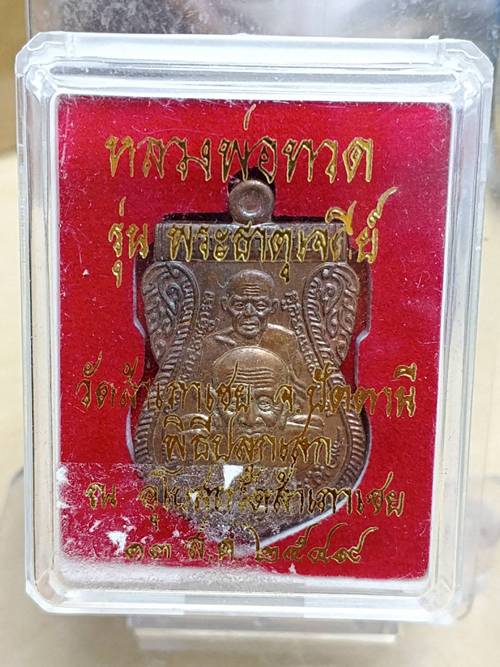 หลวงพ่อทวด
รุ่น พระธาตุเจดีย์
วัดสำเภาเชย จ.ปัตตานี
พิธีปลุกเสก
ณ อุโบสถวัดสำเภาเชย
๑๓ ส.ค. ๒๕๔๙